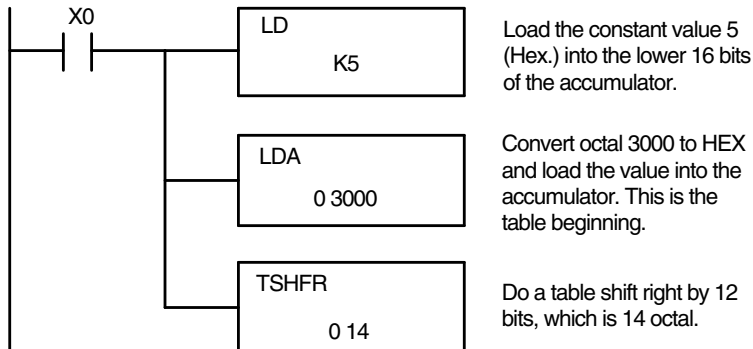 X0
LD
K5
Load the constant value 5
(Hex.) into the lower 16 bits
of the accumulator.
LDA
0 3000
Convert octal 3000 to HEX
and load the value into the
accumulator. This is the
table beginning.
TSHFR
0 14
Do a table shift right by 12
bits, which is 14 octal.